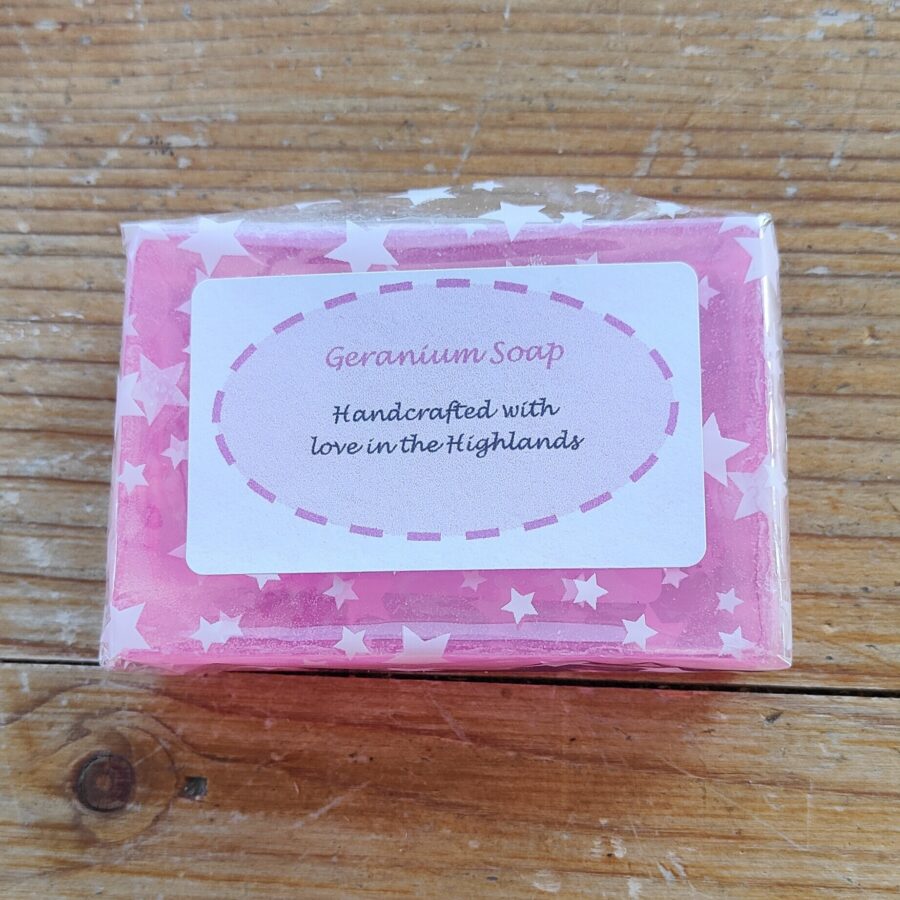 Geranium Soap
Handcrafted with
love in the Highlands